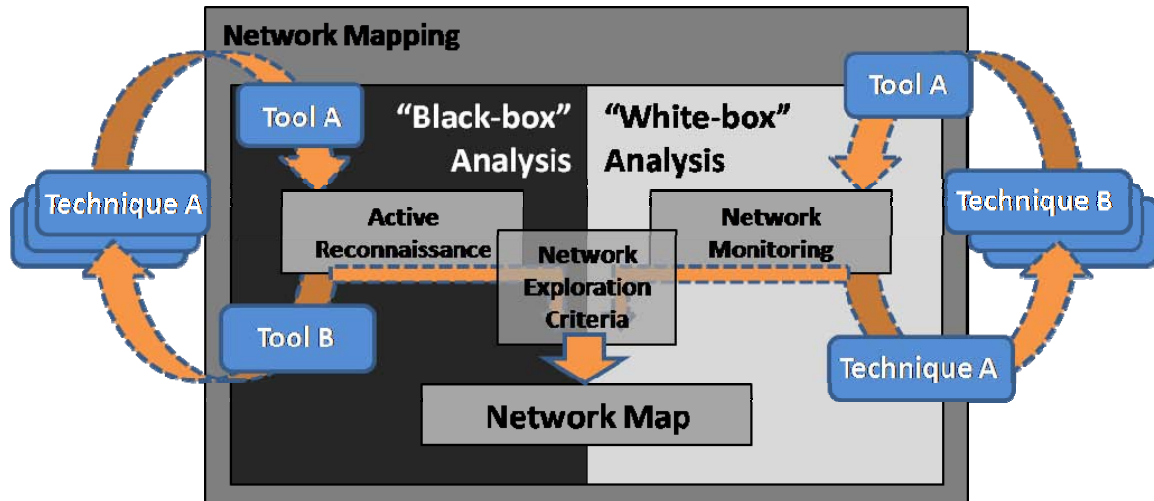 Network Mapping
Tool A
"Black-box"
Analysis
"White-box"
Analysis
Tool A
Technique A
Active
Reconnaissance
Network
Monitoring
Technique B
Network
Exploration
Criteria
Tool B
Technique A
Network Map